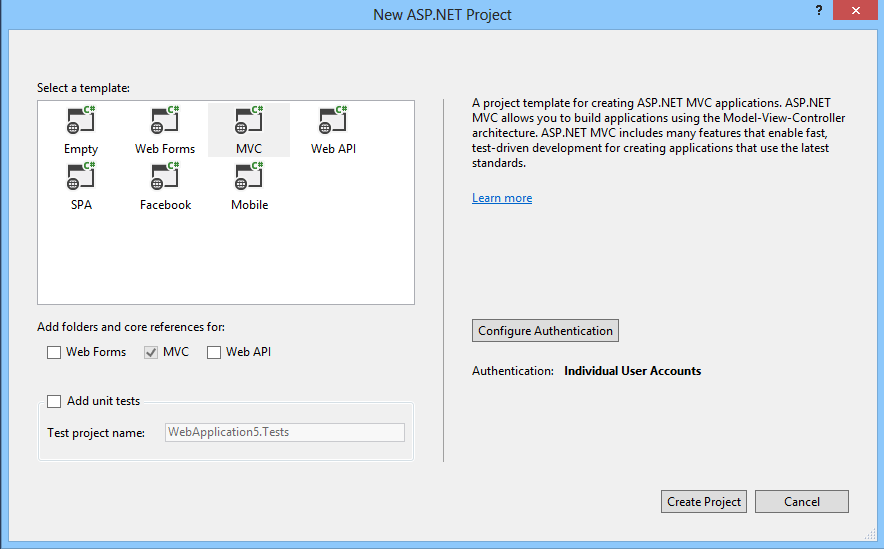 New ASP.NET Project
?
Select a template:
C# C# C# C#
Empty Web Forms MVC Web API
C# C# C#
SPA Facebook Mobile
Add folders and core references for:
Web Forms MVC Web API
Add unit tests
Test project name: WebApplication5.Tests
A project template for creating ASP.NET MVC applications. ASP.NET
MVC allows you to build applications using the Model-View-Controller
architecture. ASP.NET MVC includes many features that enable fast,
test-driven development for creating applications that use the latest
standards.
Learn more
Configure Authentication
Authentication: Individual User Accounts
Create Project Cancel